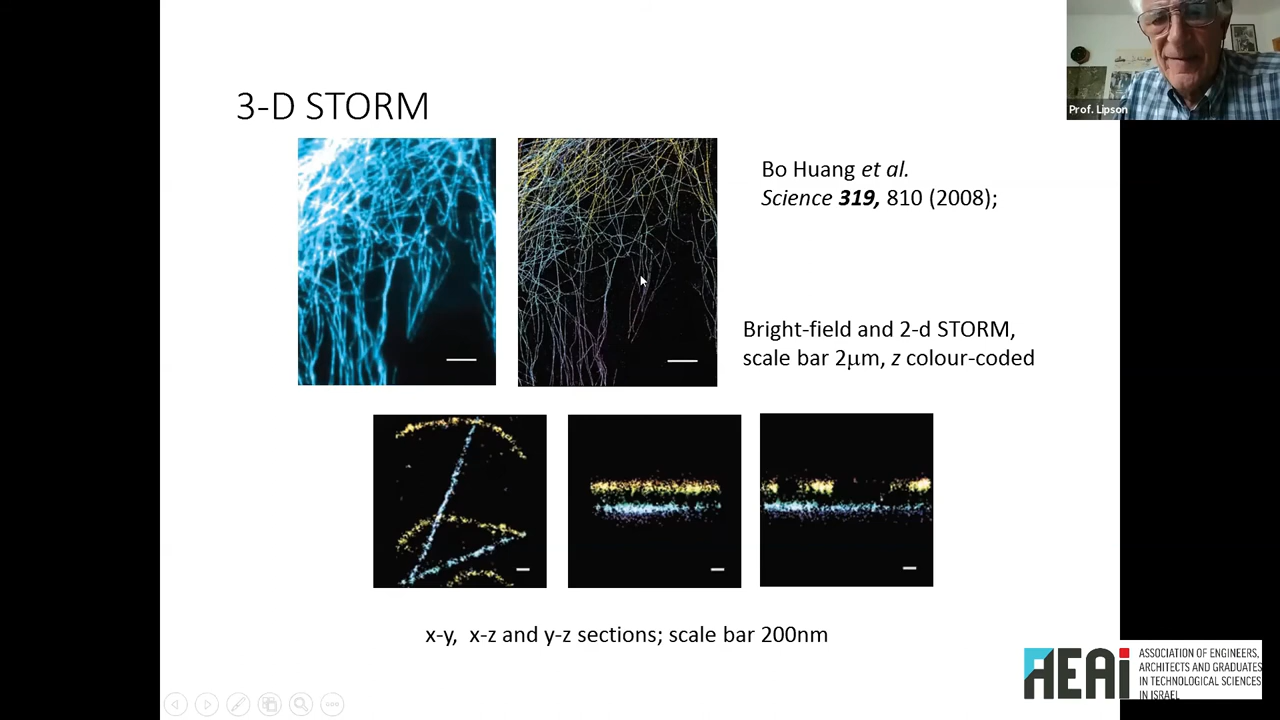 Prof. Lipson
3-D STORM
Bo Huang et al.
Science 319, 810 (2008);
Bright-field and 2-d STORM,
scale bar 2μm, z colour-coded
x-y, x-z and y-z sections; scale bar 200nm
AEAi
ASSOCIATION OF ENGINEERS,
ARCHITECTS AND GRADUATES
IN TECHNOLOGICAL SCIENCES
IN ISRAEL